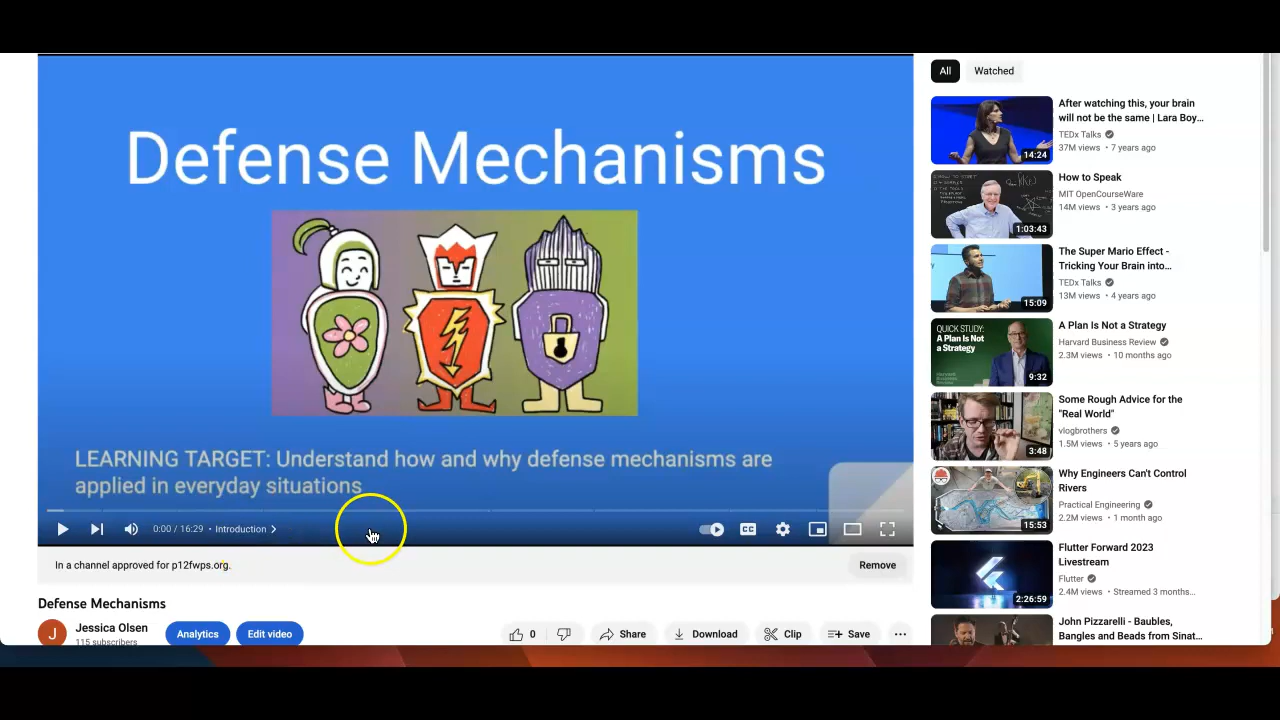 Defense Mechanisms
LEARNING TARGET: Understand how and why defense mechanisms are
applied in everyday situations
0:00 / 16:29 • Introduction
CC
In a channel approved for p12fwps.org.
Remove
Defense Mechanisms
J
Jessica Olsen
115 subscribers
Analytics
Edit video
0
Share
Download
Clip
Save
All
Watched
14:24
After watching this, your brain
will not be the same | Lara Boy...
TEDx Talks
37M views • 7 years ago
1:03:43
How to Speak
MIT OpenCourseWare
14M views • 3 years ago
15:09
The Super Mario Effect -
Tricking Your Brain into...
TEDx Talks
13M views • 4 years ago
QUICK STUDY:
A Plan Is Not
a Strategy
9:32
A Plan Is Not a Strategy
Harvard Business Review
2.3M views • 10 months ago
3:48
Some Rough Advice for the
"Real World"
vlogbrothers
1.5M views • 5 years ago
15:53
Why Engineers Can't Control
Rivers
Practical Engineering
2.2M views • 1 month ago
2:26:59
Flutter Forward 2023
Livestream
Flutter
2.4M views • Streamed 3 months...
John Pizzarelli - Baubles,
Bangles and Beads from Sinat...